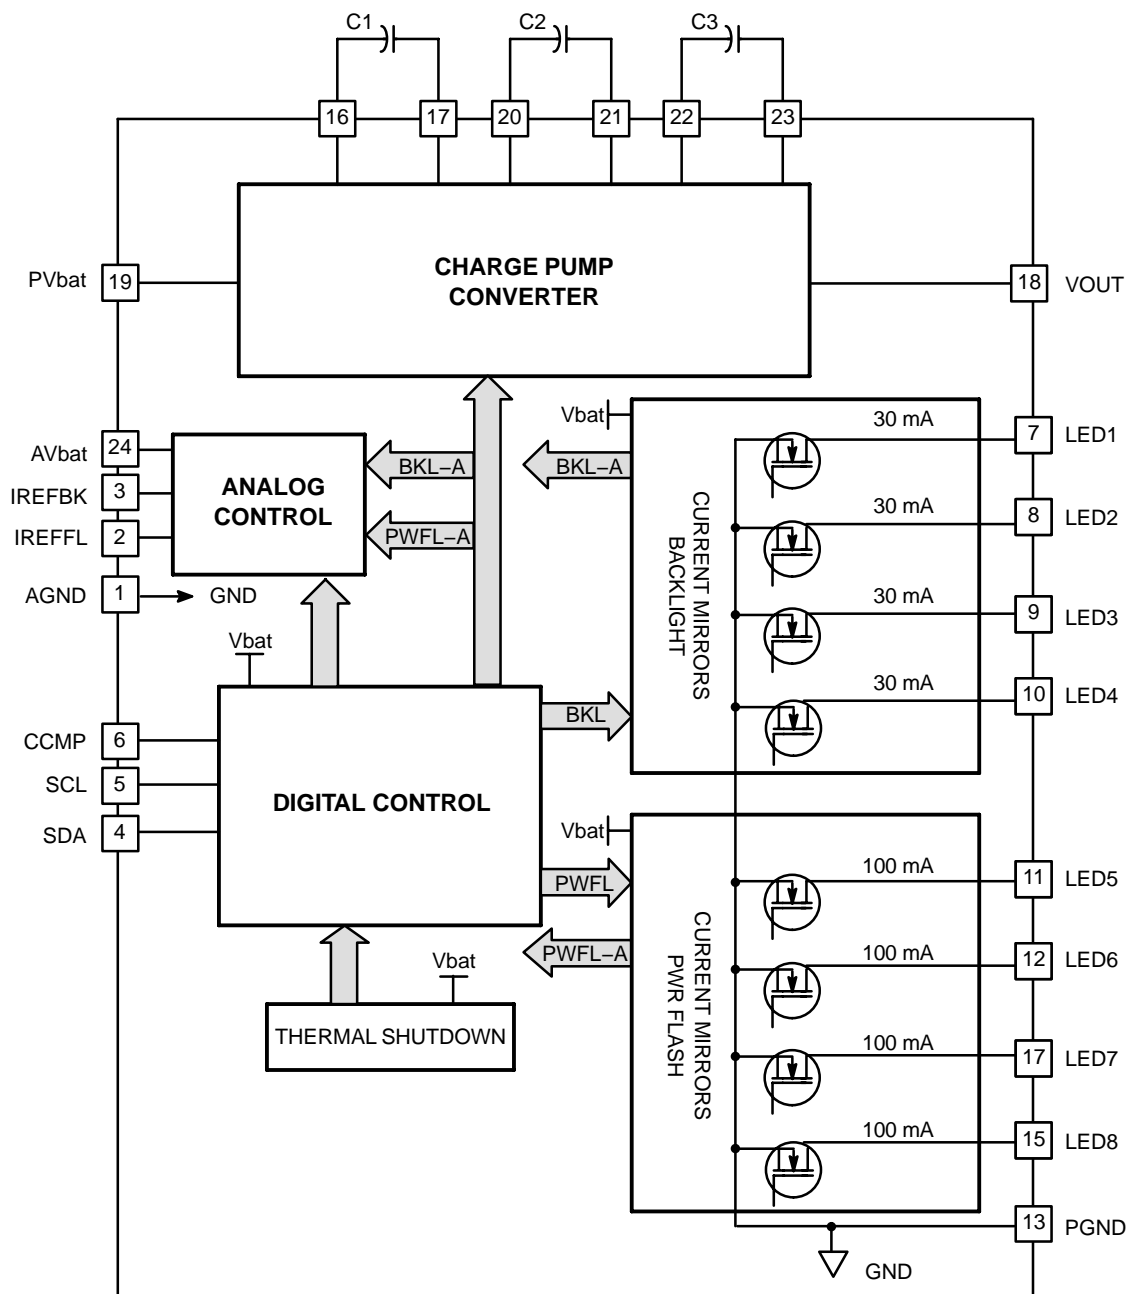 C1
C2
C3
16
17
20
21
22
23
PVbat
19
CHARGE PUMP
CONVERTER
18
VOUT
AVbat
24
IREFBK
3
IREFFL
2
AGND
1
GND
ANALOG
CONTROL
BKL–A
PWFL–A
BKL–A
Vbat
CURRENT MIRRORS
BACKLIGHT
30 mA
7
LED1
30 mA
8
LED2
30 mA
9
LED3
30 mA
10
LED4
Vbat
CCMP
6
SCL
5
SDA
4
DIGITAL CONTROL
BKL
PWFL
PWFL–A
Vbat
THERMAL SHUTDOWN
Vbat
CURRENT MIRRORS
PWR FLASH
100 mA
11
LED5
100 mA
12
LED6
100 mA
17
LED7
100 mA
15
LED8
13
PGND
GND